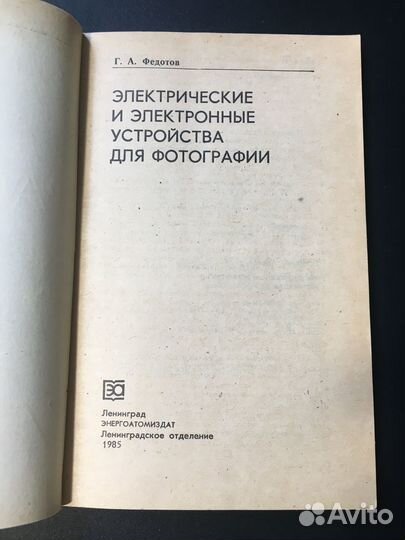 Г. А. Федотов
ЭЛЕКТРИЧЕСКИЕ
И ЭЛЕКТРОННЫЕ
УСТРОЙСТВА
ДЛЯ ФОТОГРАФИИ
Ленинград
ЭНЕРГОАТОМИЗДАТ
Ленинградское отделение
1985
Avito